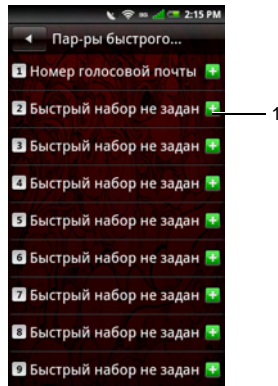 2:15 PM
Пар-ры быстрого...
1 Номер голосовой почты
2 Быстрый набор не задан 1
3 Быстрый набор не задан
4 Быстрый набор не задан
5 Быстрый набор не задан
6 Быстрый набор не задан
7 Быстрый набор не задан
8 Быстрый набор не задан
9 Быстрый набор не задан